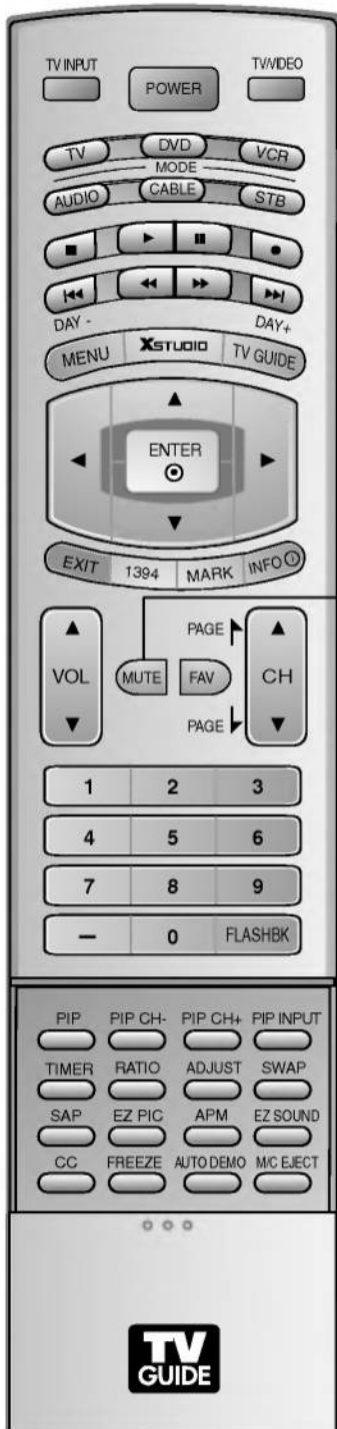 TV INPUT POWER TV/VIDEO
TV DVD VCR
MODE
AUDIO CABLE STB
DAY - DAY+
MENU XSTUDIO TV GUIDE
ENTER
EXIT 1394 MARK INFO i
PAGE
VOL MUTE FAV CH
PAGE
1 2 3
4 5 6
7 8 9
— 0 FLASHBK
PIP PIP CH- PIP CH+ PIP INPUT
TIMER RATIO ADJUST SWAP
SAP EZ PIC APM EZ SOUND
CC FREEZE AUTO DEMO M/C EJECT
TV
GUIDE